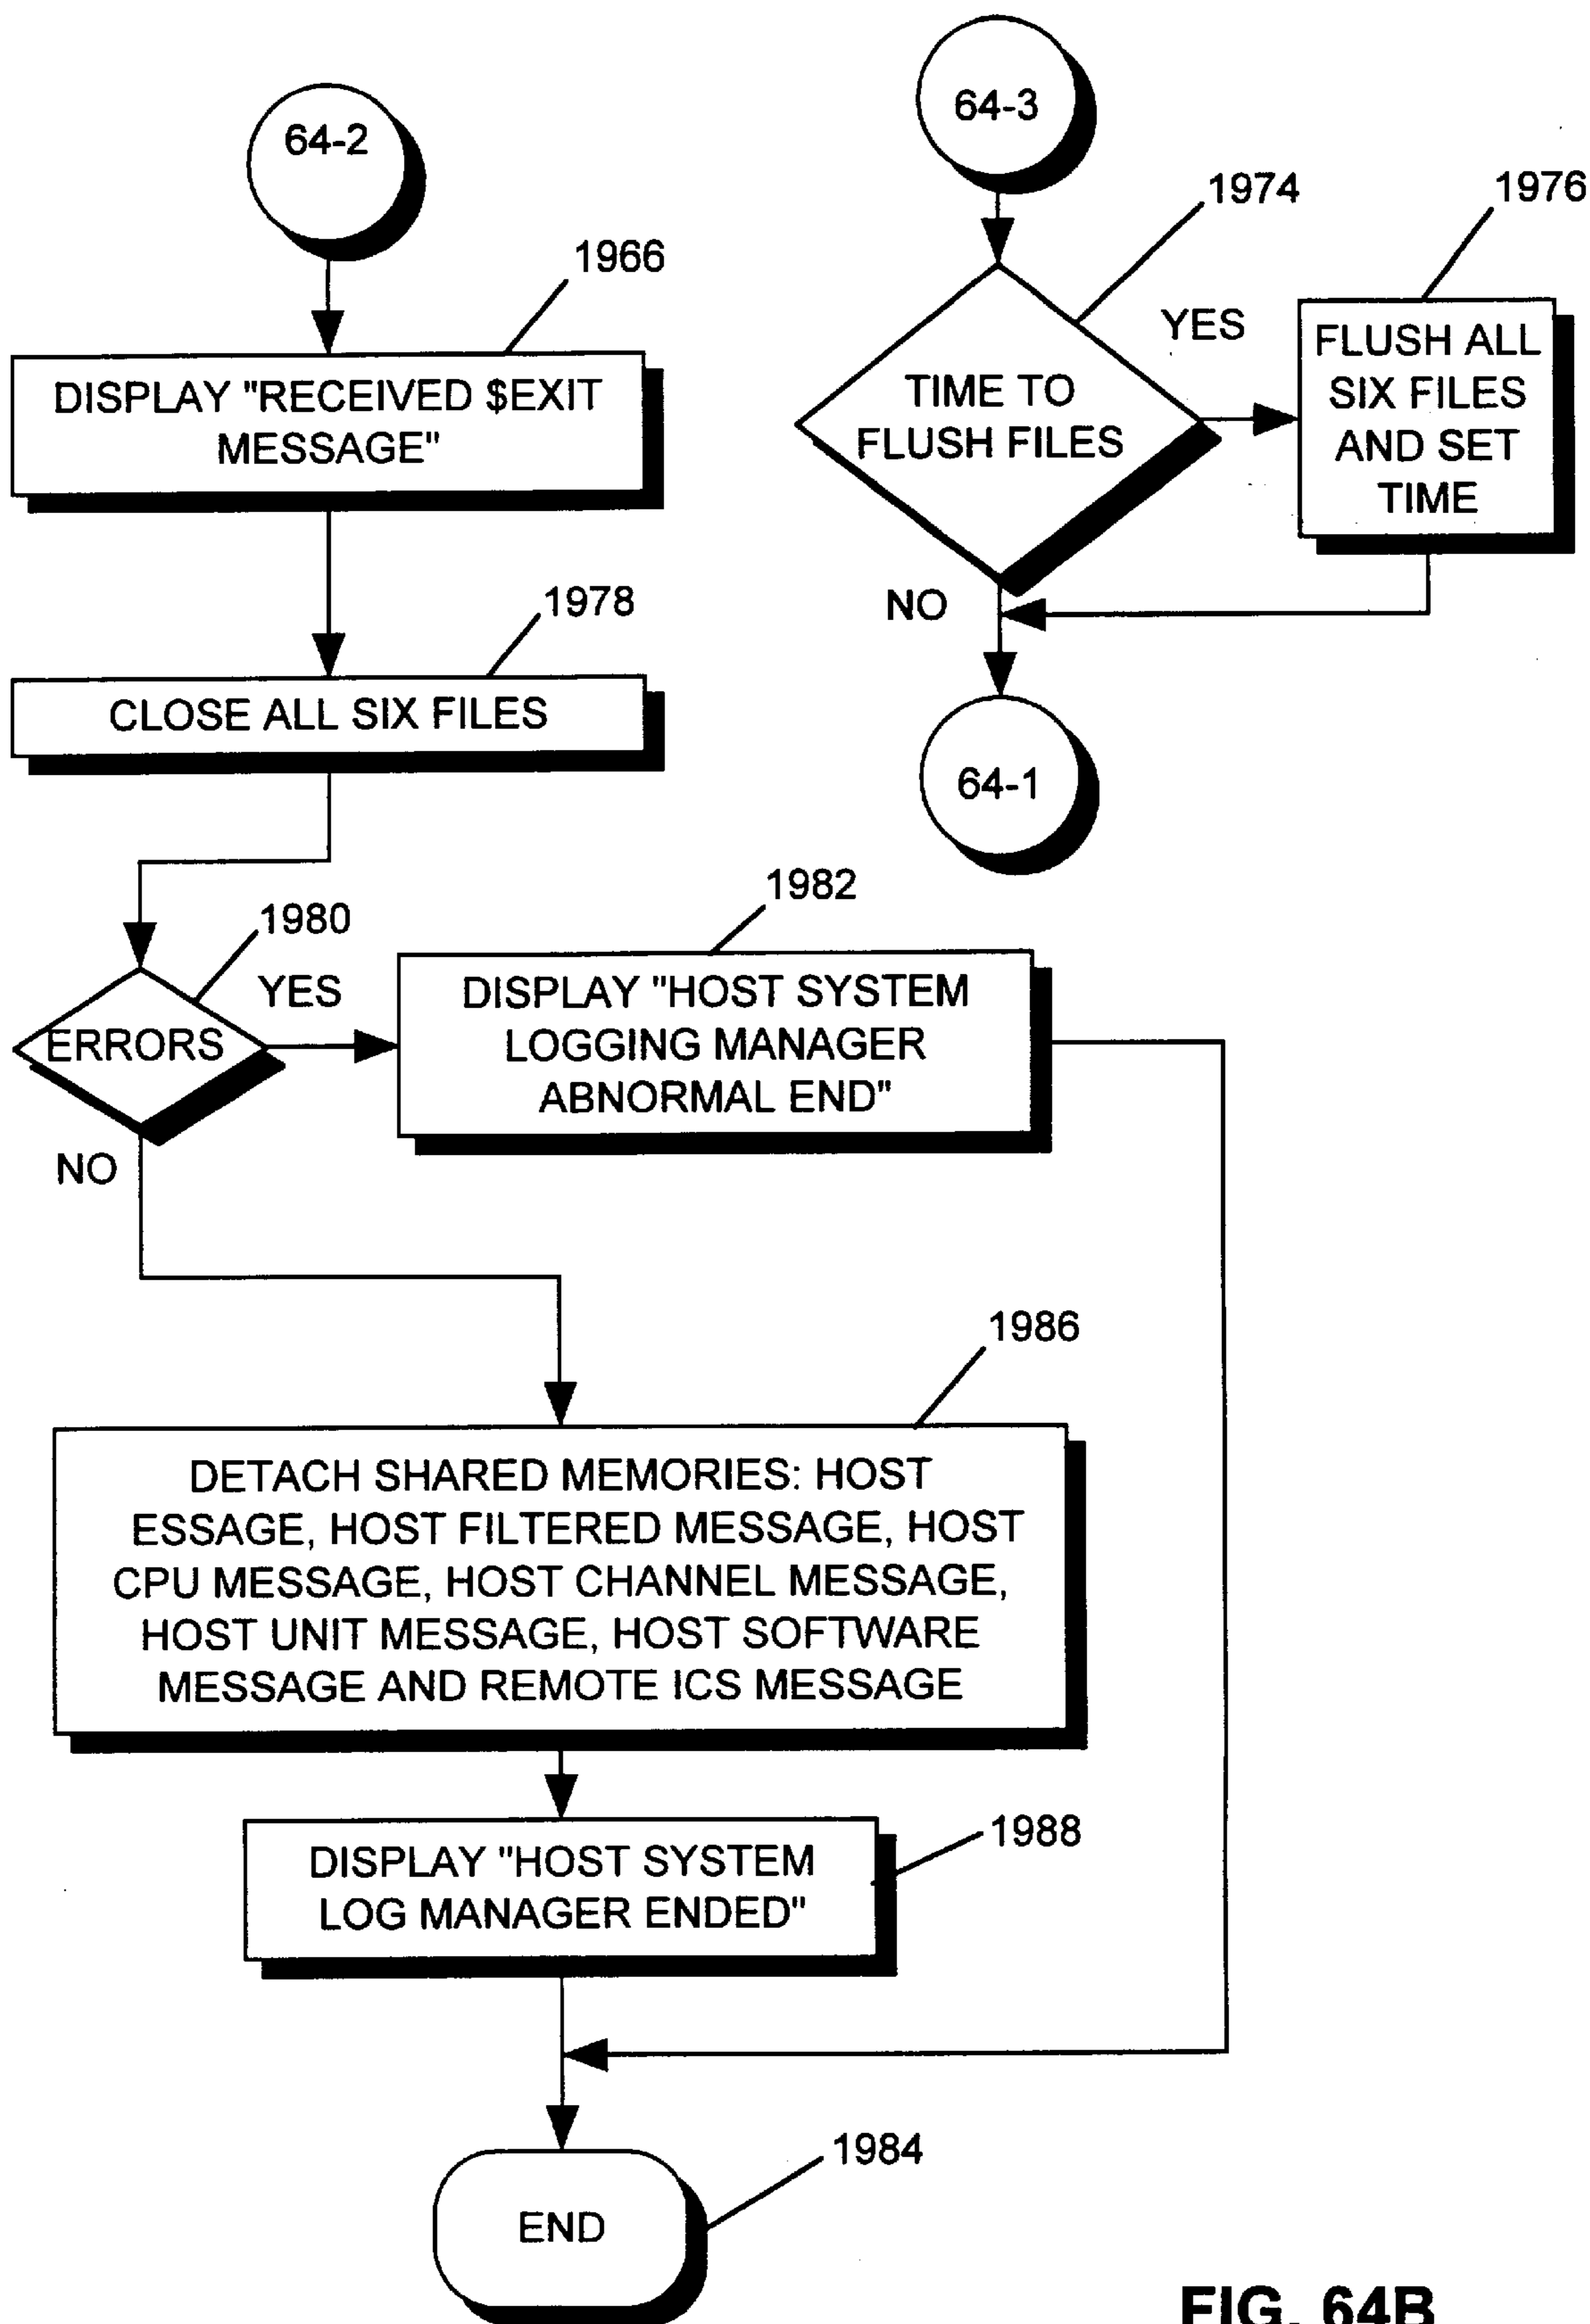 64-2
1966
DISPLAY "RECEIVED $EXIT
MESSAGE"
1978
CLOSE ALL SIX FILES
64-3
1974
1976
TIME TO
FLUSH FILES
YES
FLUSH ALL
SIX FILES
AND SET
TIME
NO
64-1
1980
ERRORS
YES
1982
DISPLAY "HOST SYSTEM
LOGGING MANAGER
ABNORMAL END"
NO
1986
DETACH SHARED MEMORIES: HOST
ESSAGE, HOST FILTERED MESSAGE, HOST
CPU MESSAGE, HOST CHANNEL MESSAGE,
HOST UNIT MESSAGE, HOST SOFTWARE
MESSAGE AND REMOTE ICS MESSAGE
1988
DISPLAY "HOST SYSTEM
LOG MANAGER ENDED"
1984
END
FIG. 64B